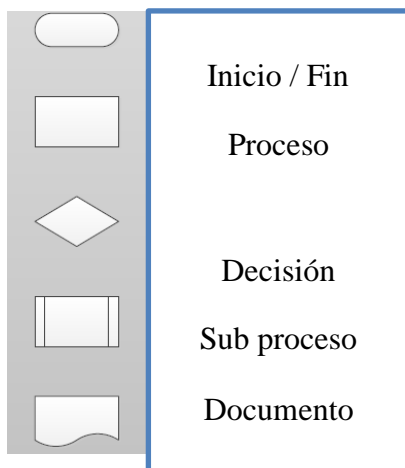 Inicio / Fin
Proceso
Decisión
Sub proceso
Documento